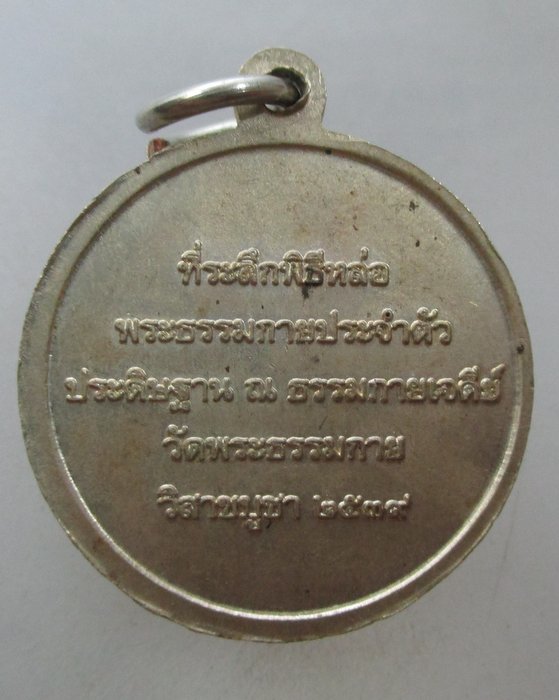 ที่ระลึกพิธีหล่อ
พระธรรมกายประจำตัว
ประดิษฐาน ณ ธรรมกายเจดีย์
วัดพระธรรมกาย
วิสาขบูชา ๒๕๓๙